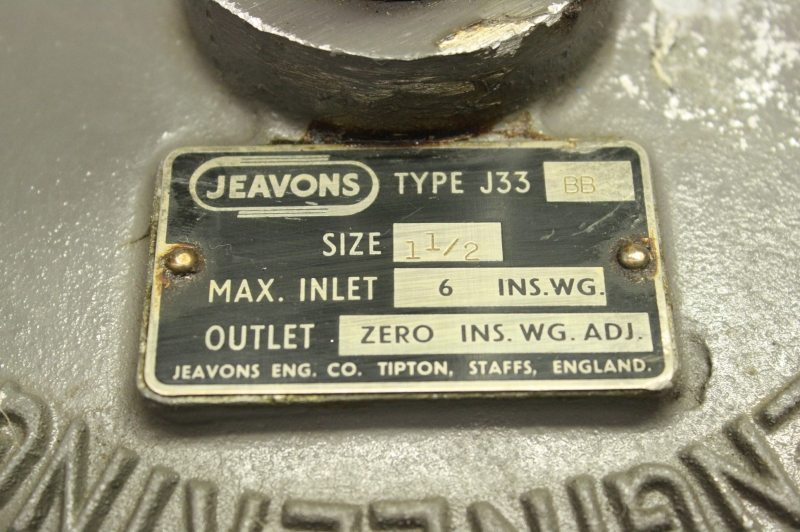 JEAVONS TYPE J33 BB
SIZE 1 1/2
MAX. INLET 6 INS.WG.
OUTLET ZERO INS. WG. ADJ.
JEAVONS ENG. CO. TIPTON, STAFFS, ENGLAND.